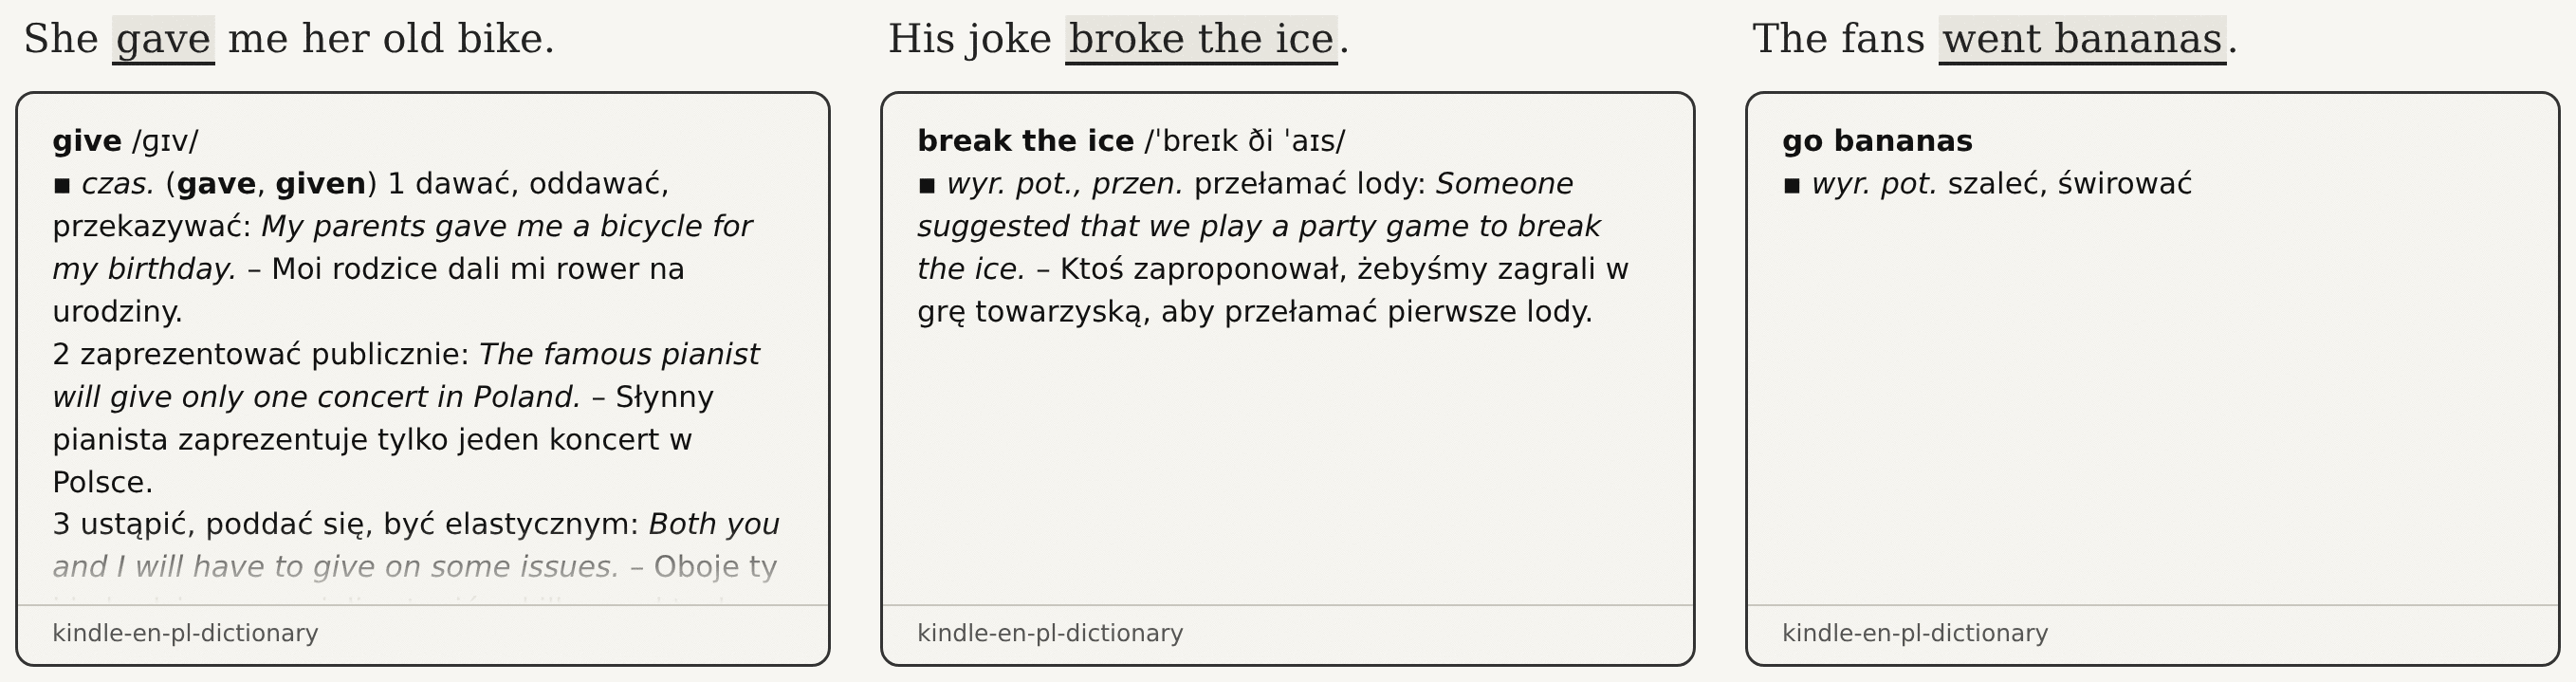 She gave me her old bike.
give /ɡɪv/
▪ czas. (gave, given) 1 dawać, oddawać,
przekazywać: My parents gave me a bicycle for
my birthday. – Moi rodzice dali mi rower na
urodziny.
2 zaprezentować publicznie: The famous pianist
will give only one concert in Poland. – Słynny
pianista zaprezentuje tylko jeden koncert w
Polsce.
3 ustąpić, poddać się, być elastycznym: Both you
and I will have to give on some issues. – Oboje ty
kindle-en-pl-dictionary
His joke broke the ice.
break the ice /ˈbreɪk ði ˈaɪs/
▪ wyr. pot., przen. przełamać lody: Someone
suggested that we play a party game to break
the ice. – Ktoś zaproponował, żebyśmy zagrali w
grę towarzyską, aby przełamać pierwsze lody.
kindle-en-pl-dictionary
The fans went bananas.
go bananas
▪ wyr. pot. szaleć, świrować
kindle-en-pl-dictionary